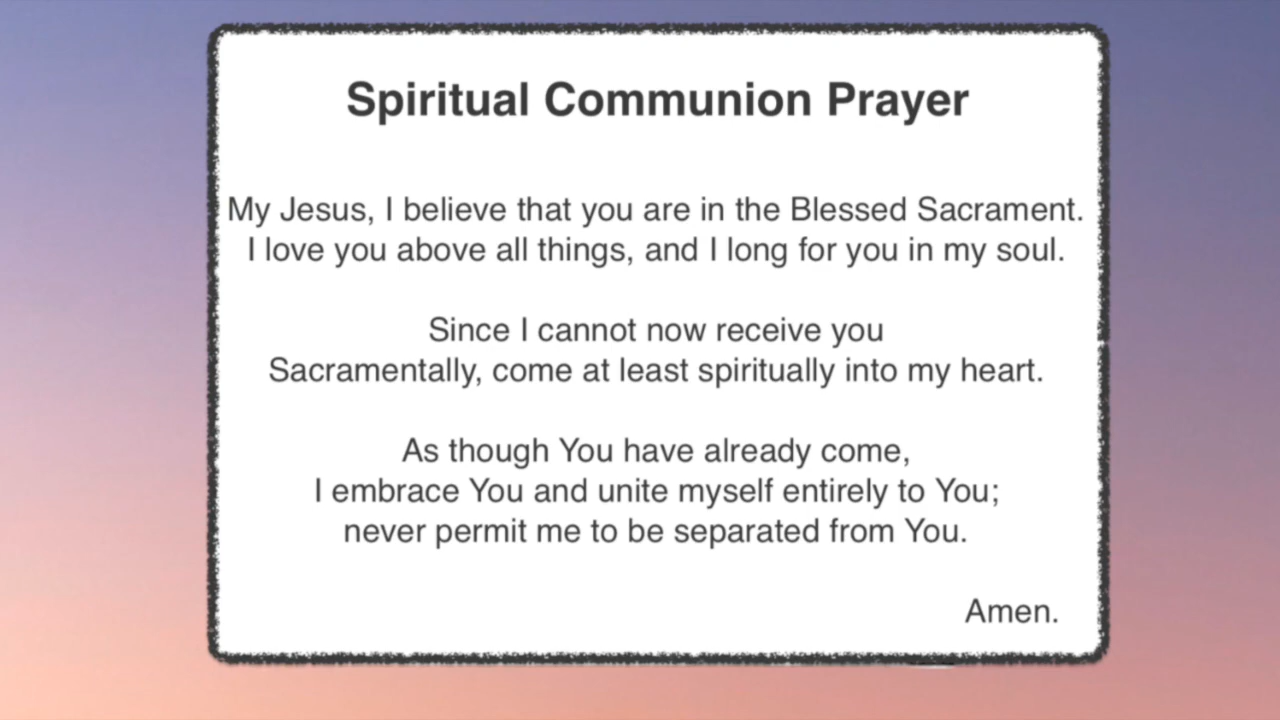 Spiritual Communion Prayer
My Jesus, I believe that you are in the Blessed Sacrament.
I love you above all things, and I long for you in my soul.
Since I cannot now receive you
Sacramentally, come at least spiritually into my heart.
As though You have already come,
I embrace You and unite myself entirely to You;
never permit me to be separated from You.
Amen.